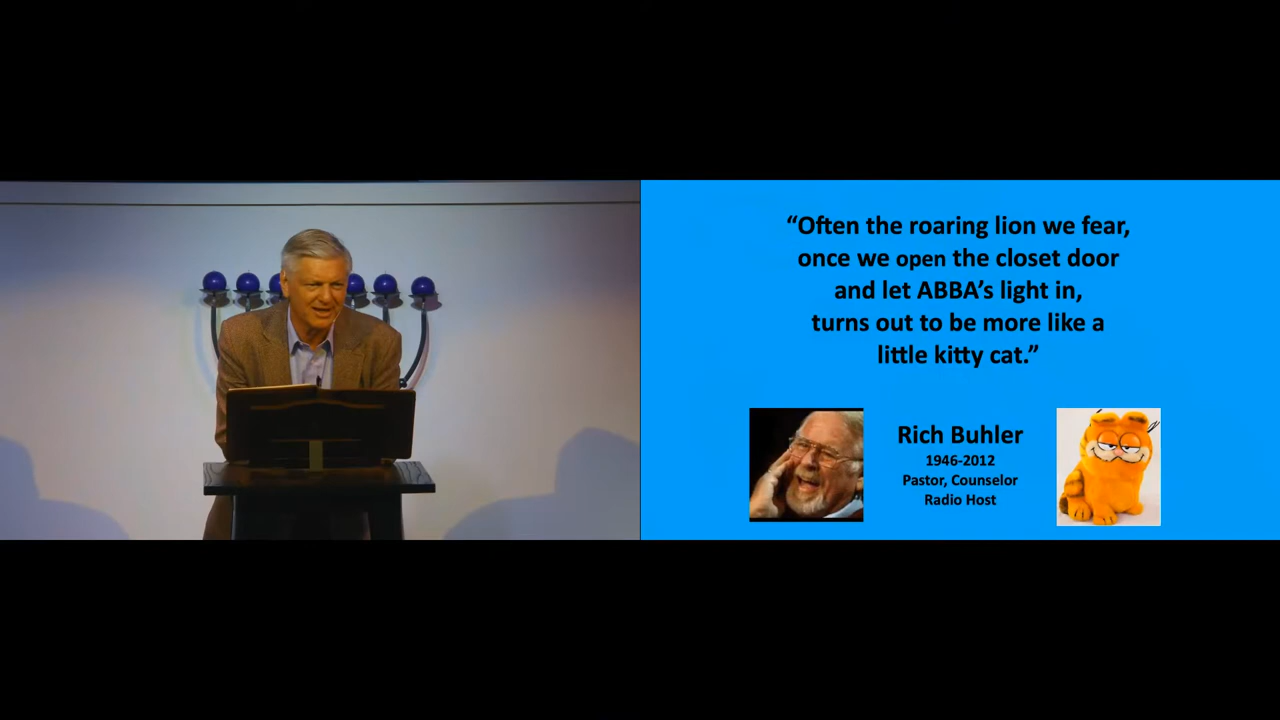 “Often the roaring lion we fear,
once we open the closet door
and let ABBA’s light in,
turns out to be more like a
little kitty cat.”
Rich Buhler
1946-2012
Pastor, Counselor
Radio Host